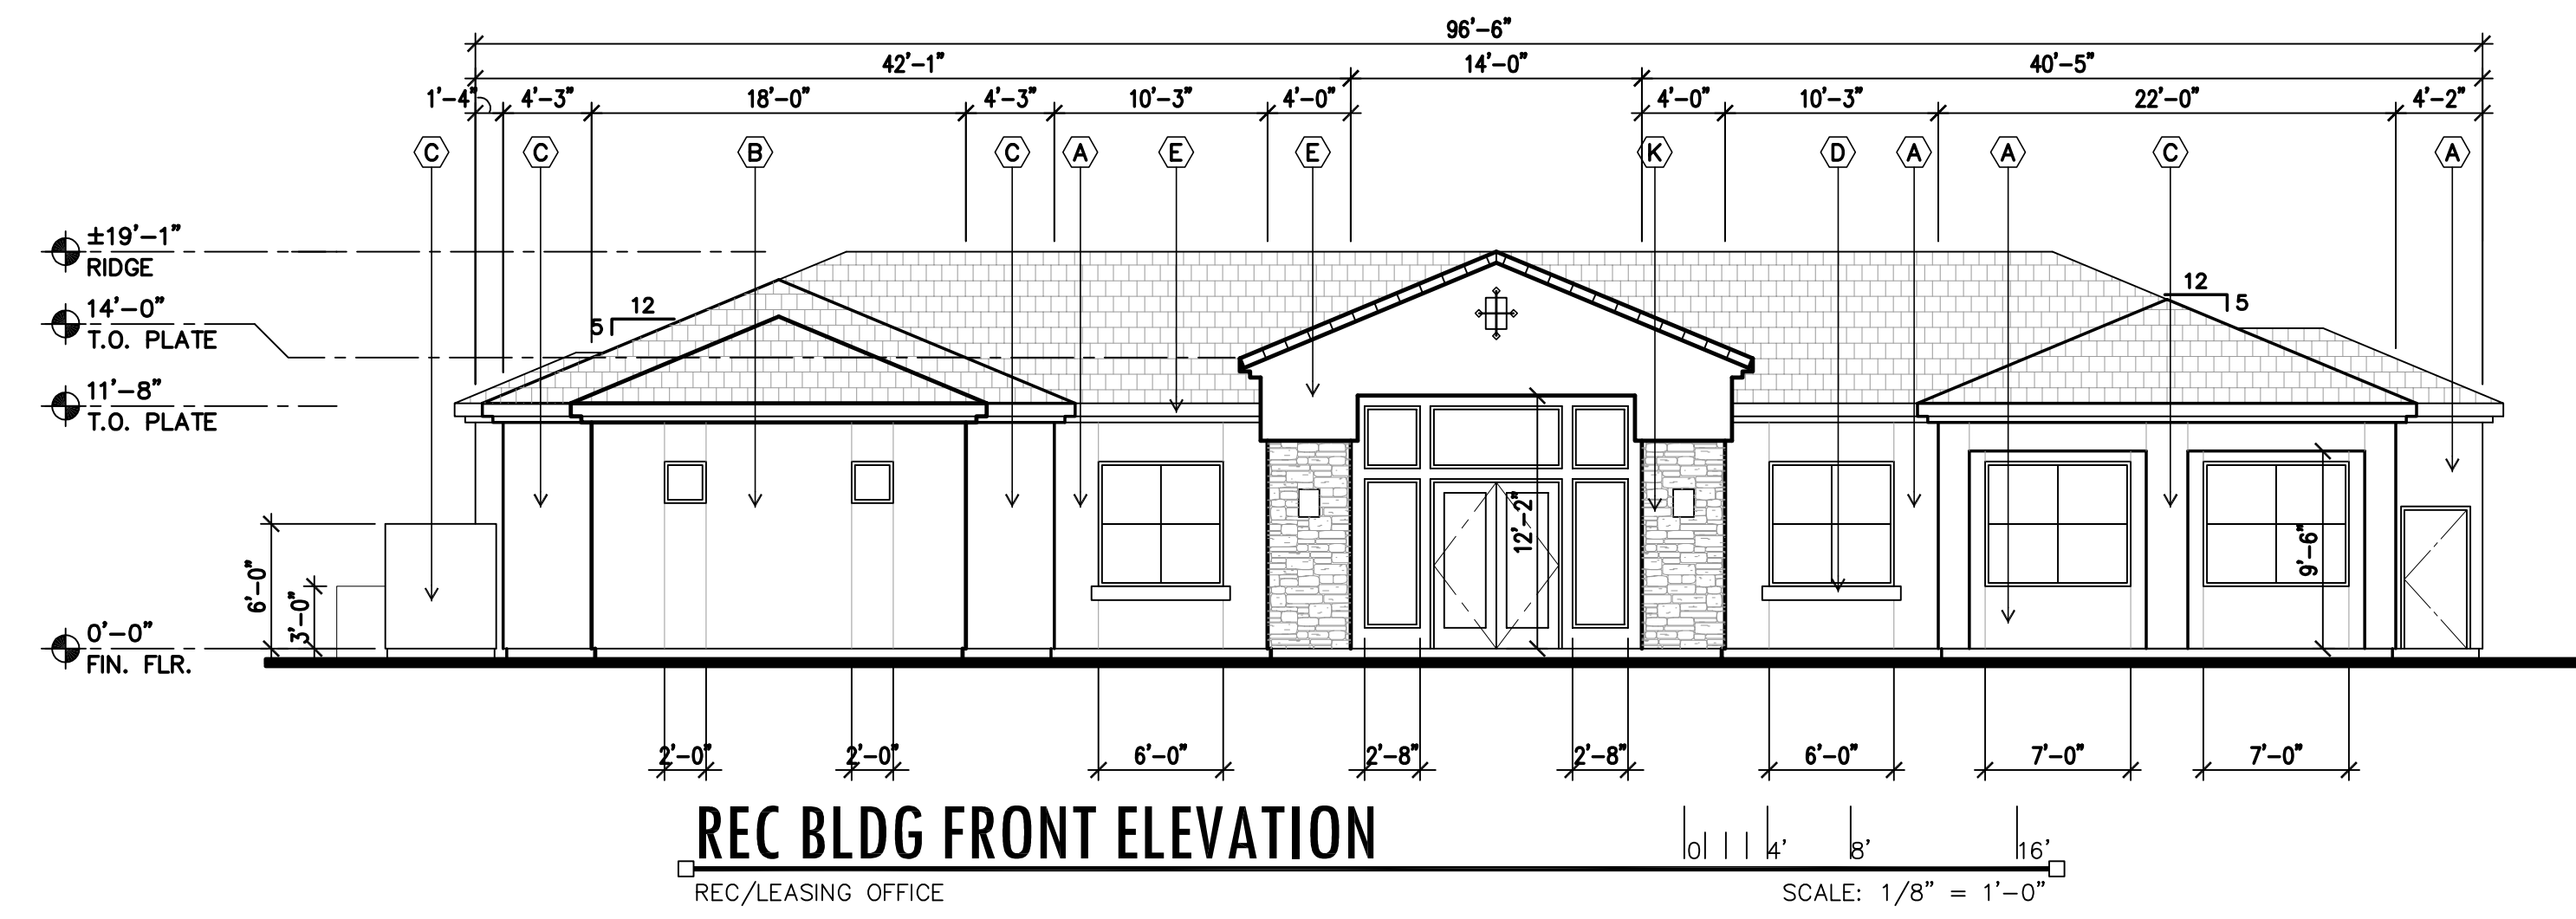 96'-6"
42'-1" 14'-0" 40'-5"
1'-4" 4'-3" 18'-0" 4'-3" 10'-3" 4'-0" 4'-0" 10'-3" 22'-0" 4'-2"
C C B C A E E K D A A C A
±19'-1"
RIDGE
12
5
12
5
14'-0"
T.O. PLATE
11'-8"
T.O. PLATE
6'-0"
3'-0"
12'-2"
9'-6"
0'-0"
FIN. FLR.
2'-0" 2'-0" 6'-0" 2'-8" 2'-8" 6'-0" 7'-0" 7'-0"
REC BLDG FRONT ELEVATION
0 4' 8' 16'
REC/LEASING OFFICE
SCALE: 1/8" = 1'-0"